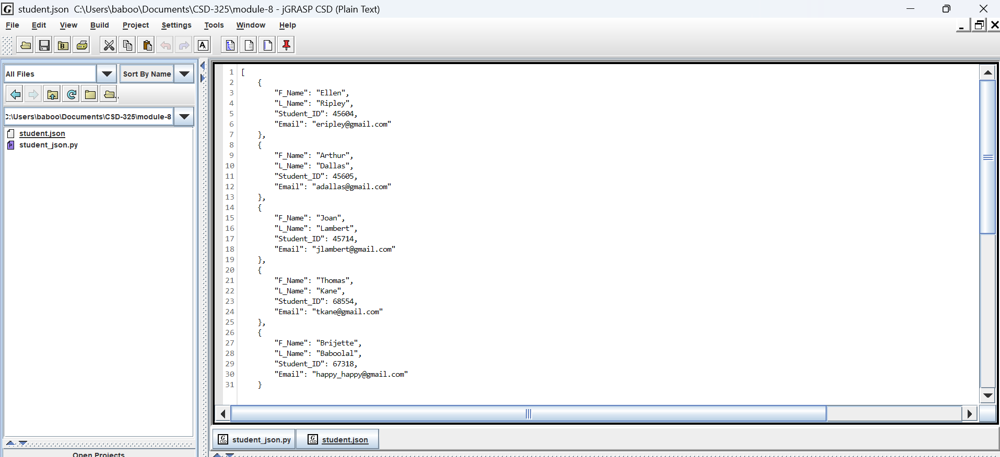 student.json C:\Users\baboo\Documents\CSD-325\module-8 - jGRASP CSD (Plain Text)
File Edit View Build Project Settings Tools Window Help
All Files Sort By Name
C:\Users\baboo\Documents\CSD-325\module-8
student.json
student_json.py
Open Projects
1 [
2 {
3 "F_Name": "Ellen",
4 "L_Name": "Ripley",
5 "Student_ID": 45604,
6 "Email": "eripley@gmail.com"
7 },
8 {
9 "F_Name": "Arthur",
10 "L_Name": "Dallas",
11 "Student_ID": 45605,
12 "Email": "adallas@gmail.com"
13 },
14 {
15 "F_Name": "Joan",
16 "L_Name": "Lambert",
17 "Student_ID": 45714,
18 "Email": "jlambert@gmail.com"
19 },
20 {
21 "F_Name": "Thomas",
22 "L_Name": "Kane",
23 "Student_ID": 68554,
24 "Email": "tkane@gmail.com"
25 },
26 {
27 "F_Name": "Brijette",
28 "L_Name": "Baboolal",
29 "Student_ID": 67318,
30 "Email": "happy_happy@gmail.com"
31 }
student_json.py student.json